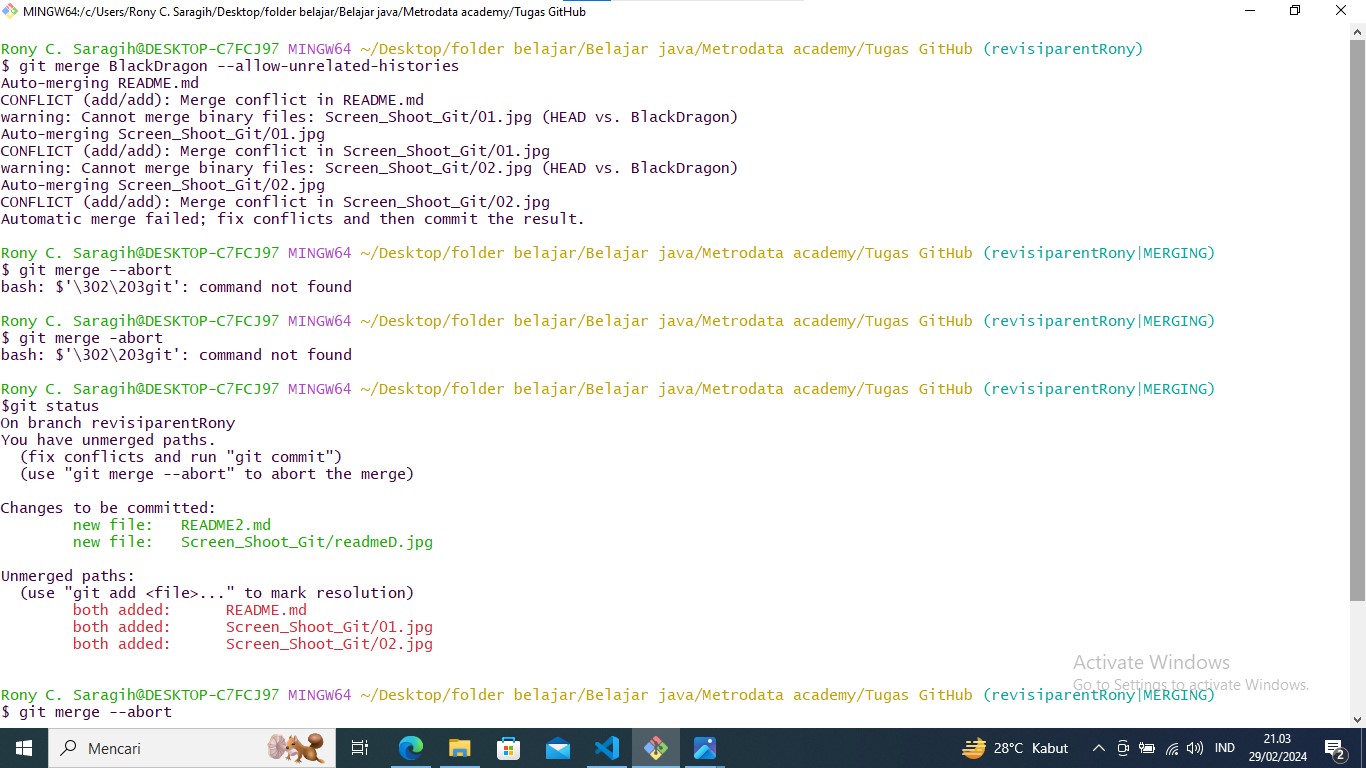 MINGW64:/c/Users/Rony C. Saragih/Desktop/folder belajar/Belajar java/Metrodata academy/Tugas GitHub
Rony C. Saragih@DESKTOP-C7FCJ97 MINGW64 ~/Desktop/folder belajar/Belajar java/Metrodata academy/Tugas GitHub (revisiparentRony)
$ git merge BlackDragon --allow-unrelated-histories
Auto-merging README.md
CONFLICT (add/add): Merge conflict in README.md
warning: Cannot merge binary files: Screen_Shoot_Git/01.jpg (HEAD vs. BlackDragon)
Auto-merging Screen_Shoot_Git/01.jpg
CONFLICT (add/add): Merge conflict in Screen_Shoot_Git/01.jpg
warning: Cannot merge binary files: Screen_Shoot_Git/02.jpg (HEAD vs. BlackDragon)
Auto-merging Screen_Shoot_Git/02.jpg
CONFLICT (add/add): Merge conflict in Screen_Shoot_Git/02.jpg
Automatic merge failed; fix conflicts and then commit the result.
Rony C. Saragih@DESKTOP-C7FCJ97 MINGW64 ~/Desktop/folder belajar/Belajar java/Metrodata academy/Tugas GitHub (revisiparentRony|MERGING)
$ git merge --abort
bash: $'\302\203git': command not found
Rony C. Saragih@DESKTOP-C7FCJ97 MINGW64 ~/Desktop/folder belajar/Belajar java/Metrodata academy/Tugas GitHub (revisiparentRony|MERGING)
$ git merge -abort
bash: $'\302\203git': command not found
Rony C. Saragih@DESKTOP-C7FCJ97 MINGW64 ~/Desktop/folder belajar/Belajar java/Metrodata academy/Tugas GitHub (revisiparentRony|MERGING)
$git status
On branch revisiparentRony
You have unmerged paths.
  (fix conflicts and run "git commit")
  (use "git merge --abort" to abort the merge)
Changes to be committed:
        new file:   README2.md
        new file:   Screen_Shoot_Git/readmeD.jpg
Unmerged paths:
  (use "git add <file>..." to mark resolution)
        both added:      README.md
        both added:      Screen_Shoot_Git/01.jpg
        both added:      Screen_Shoot_Git/02.jpg
Activate Windows
Go to Settings to activate Windows.
Rony C. Saragih@DESKTOP-C7FCJ97 MINGW64 ~/Desktop/folder belajar/Belajar java/Metrodata academy/Tugas GitHub (revisiparentRony|MERGING)
$ git merge --abort
Mencari
28°C Kabut
IND
21.03
29/02/2024
2